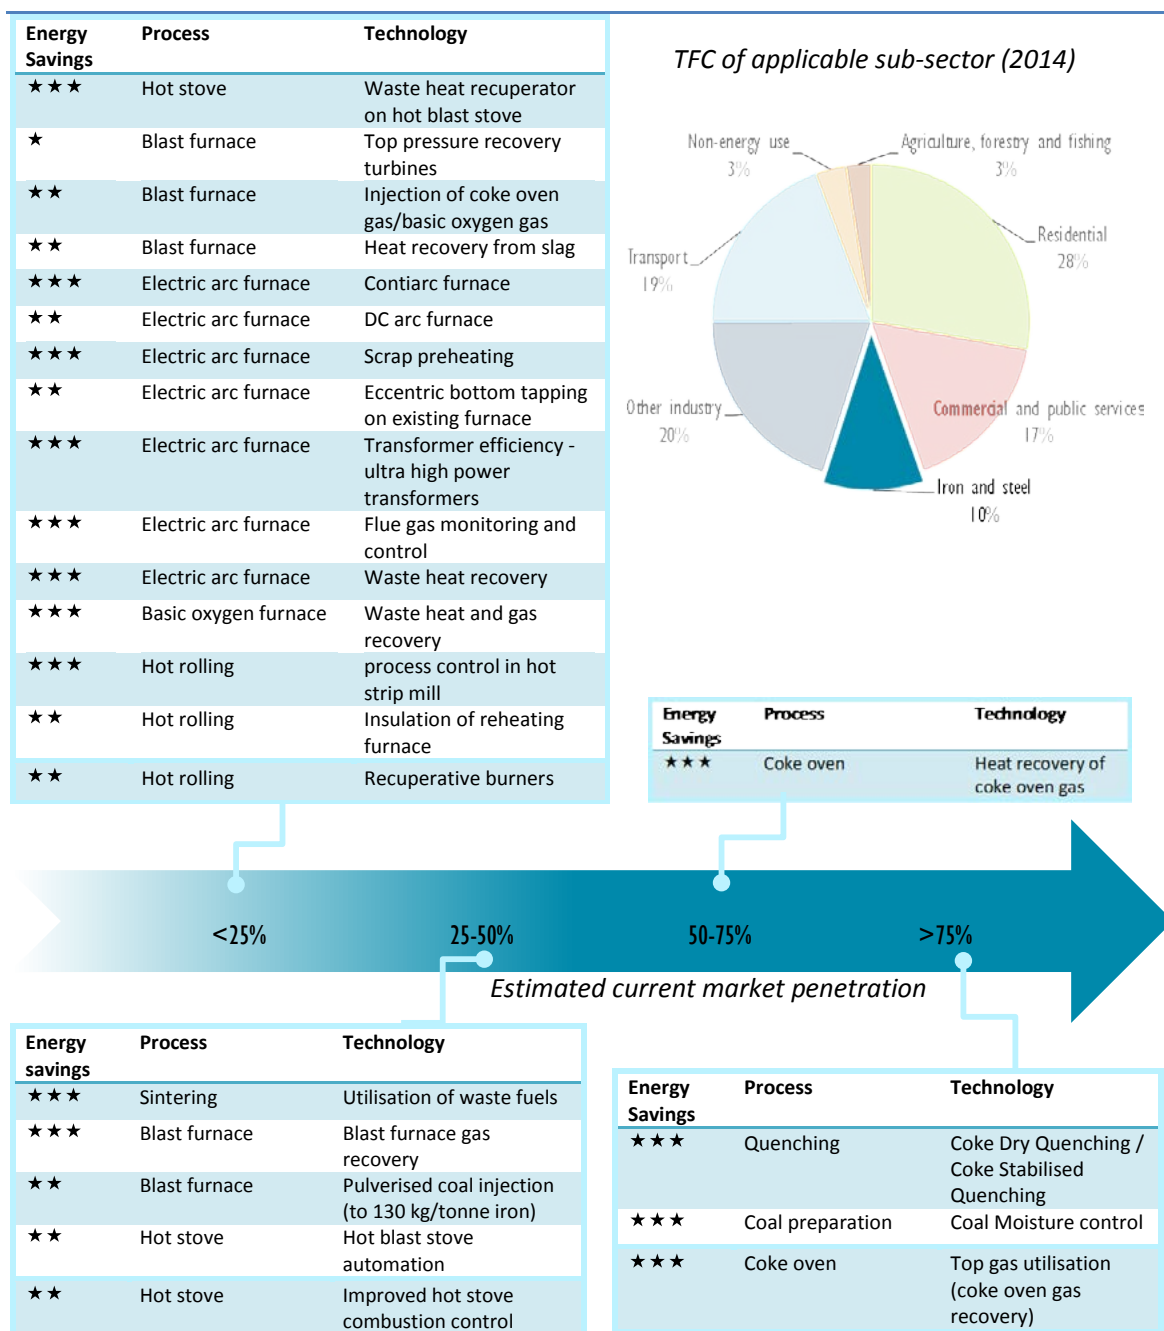 Energy Savings Process Technology
★★★ Hot stove Waste heat recuperator
on hot blast stove
★ Blast furnace Top pressure recovery
turbines
★★ Blast furnace Injection of coke oven
gas/basic oxygen gas
★★ Blast furnace Heat recovery from slag
★★★ Electric arc furnace Contiarc furnace
★★ Electric arc furnace DC arc furnace
★★★ Electric arc furnace Scrap preheating
★★ Electric arc furnace Eccentric bottom tapping
on existing furnace
★★★ Electric arc furnace Transformer efficiency -
ultra high power
transformers
★★★ Electric arc furnace Flue gas monitoring and
control
★★★ Electric arc furnace Waste heat recovery
★★★ Basic oxygen furnace Waste heat and gas
recovery
★★★ Hot rolling process control in hot
strip mill
★★ Hot rolling Insulation of reheating
furnace
★★ Hot rolling Recuperative burners
TFC of applicable sub-sector (2014)
Non-energy use
3%
Agriculture, forestry and fishing
3%
Residential
28%
Transport
19%
Other industry
20%
Commercial and public services
17%
Iron and steel
10%
Energy Savings Process Technology
★★★ Coke oven Heat recovery of
coke oven gas
<25% 25-50% 50-75% >75%
Estimated current market penetration
Energy savings Process Technology
★★★ Sintering Utilisation of waste fuels
★★★ Blast furnace Blast furnace gas
recovery
★★ Blast furnace Pulverised coal injection
(to 130 kg/tonne iron)
★★ Hot stove Hot blast stove
automation
★★ Hot stove Improved hot stove
combustion control
Energy Savings Process Technology
★★★ Quenching Coke Dry Quenching /
Coke Stabilised
Quenching
★★★ Coal preparation Coal Moisture control
★★★ Coke oven Top gas utilisation
(coke oven gas
recovery)